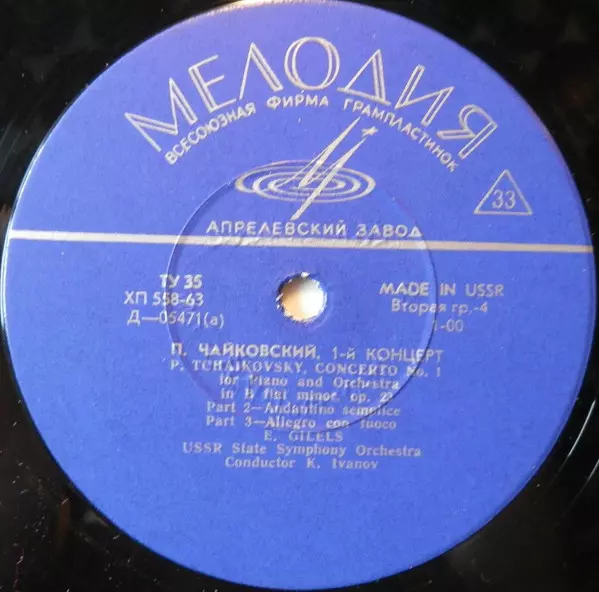 МЕЛОДИЯ
ВСЕСОЮЗНАЯ ФИРМА ГРАМПЛАСТИНОК
33
АПРЕЛЕВСКИЙ ЗАВОД
ТУ 35
ХП 558-63
Д—05471(а)
MADE IN USSR
Вторая гр.-4
1-00
П. ЧАЙКОВСКИЙ, 1-й КОНЦЕРТ
P. TCHAIKOVSKY, CONCERTO No. 1
for Piano and Orchestra
in B flat minor, op. 23
Part 2—Andantino semplice
Part 3—Allegro con fuoco
E. GILELS
USSR State Symphony Orchestra
Conductor K. Ivanov